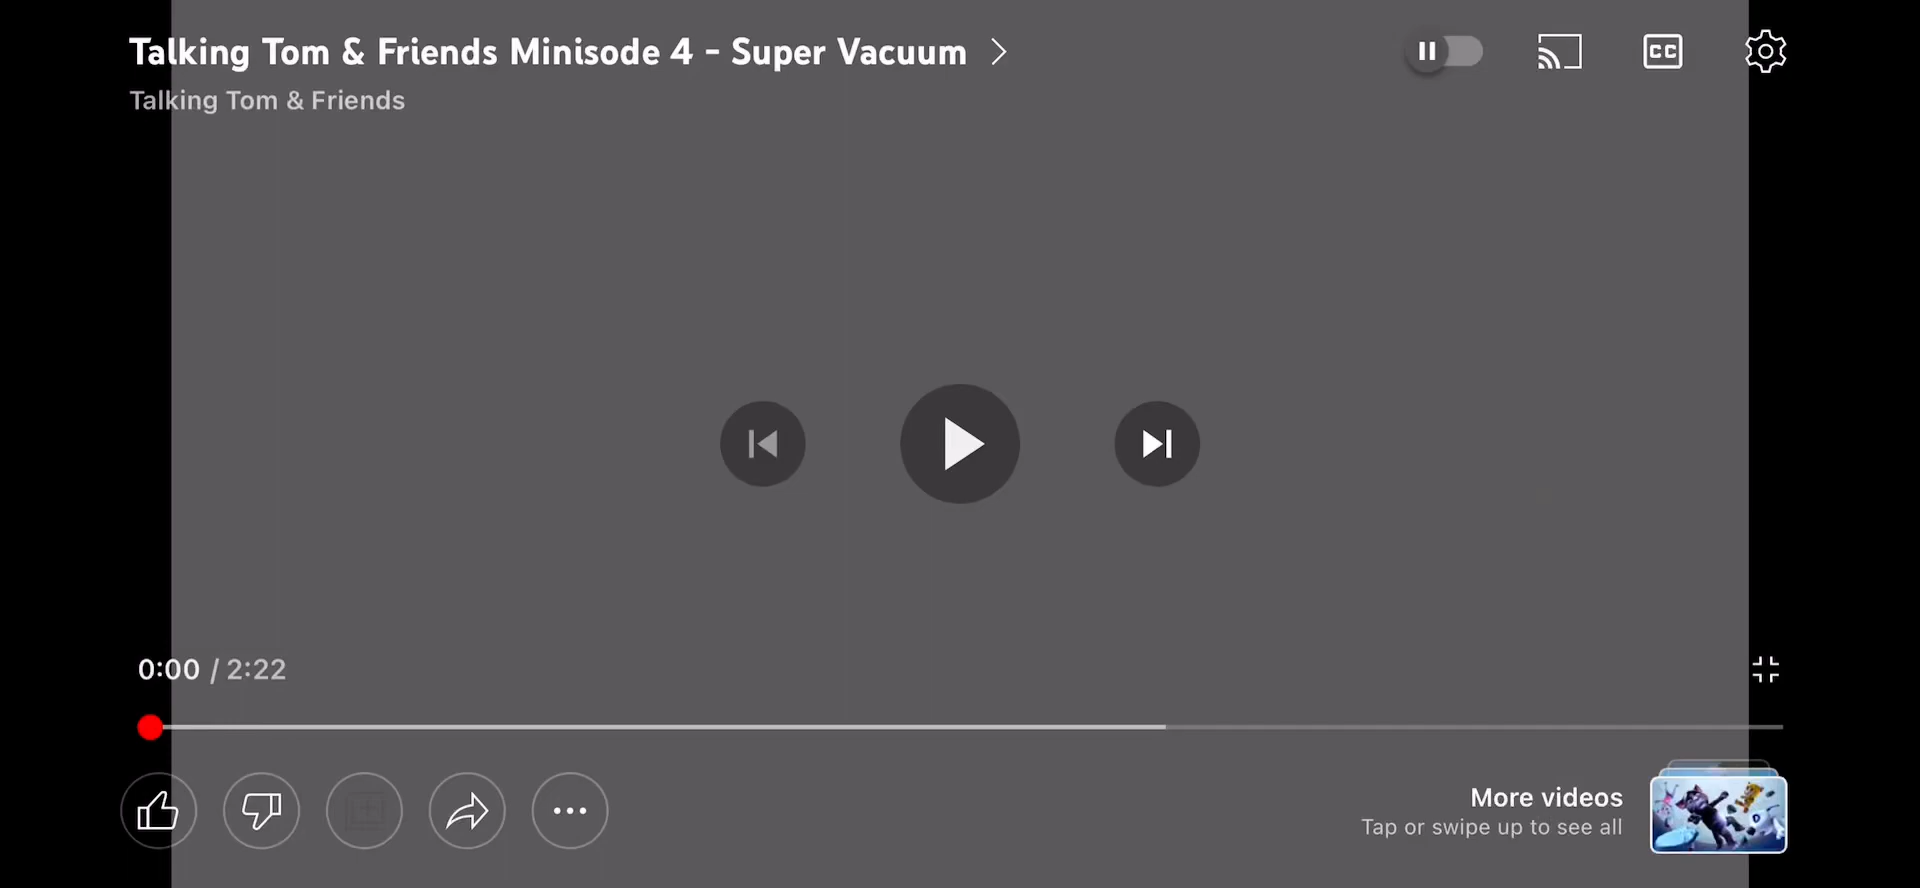 Talking Tom & Friends Minisode 4 - Super Vacuum
Talking Tom & Friends
CC
0:00 / 2:22
More videos
Tap or swipe up to see all